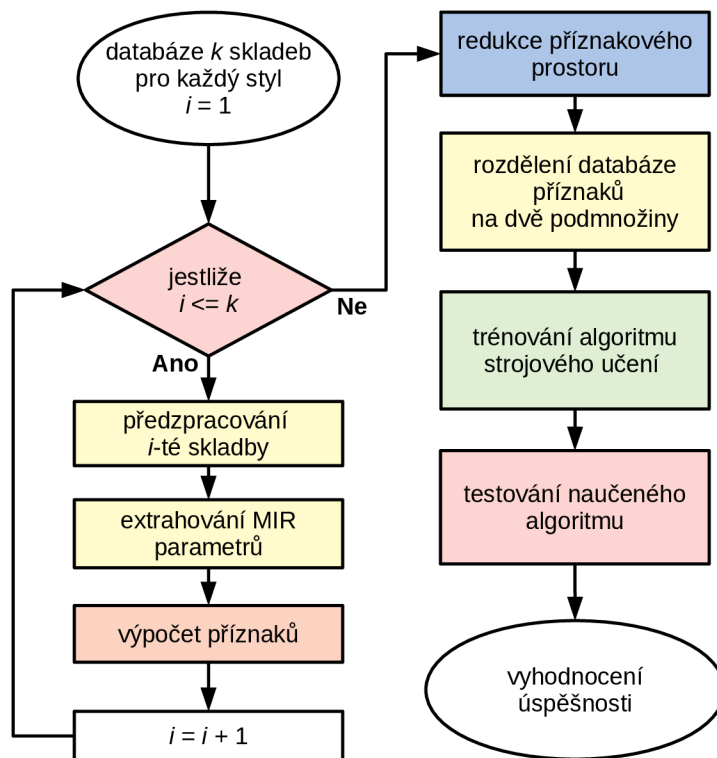 databáze k skladeb
pro každý styl
i = 1
jestliže
i <= k
Ne
Ano
předzpracování
i-té skladby
extrahování MIR
parametrů
výpočet příznaků
i = i + 1
redukce příznakového
prostoru
rozdělení databáze
příznaků
na dvě podmnožiny
trénování algoritmu
strojového učení
testování naučeného
algoritmu
vyhodnocení
úspěšnosti